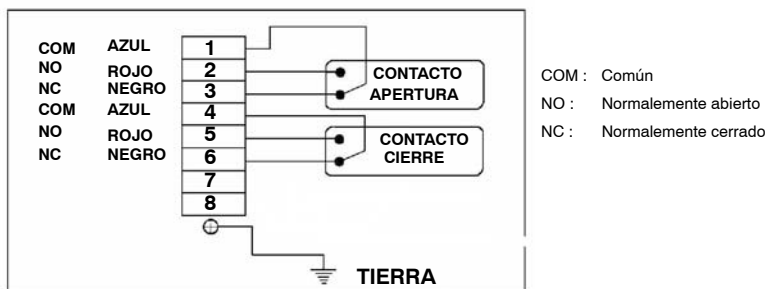 COM AZUL 1
NO ROJO 2
NC NEGRO 3
COM AZUL 4
NO ROJO 5
NC NEGRO 6
7
8
CONTACTO
APERTURA
CONTACTO
CIERRE
TIERRA
COM : Común
NO : Normalemente abierto
NC : Normalemente cerrado